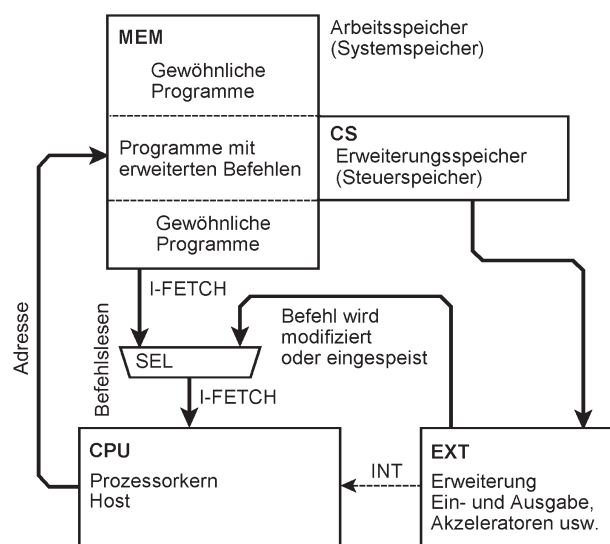 MEM
Gewöhnliche
Programme
Arbeitsspeicher
(Systemspeicher)
Programme mit
erweiterten Befehlen
CS
Erweiterungsspeicher
(Steuerspeicher)
Gewöhnliche
Programme
I-FETCH
Befehl wird
modifiziert
oder eingespeist
Adresse
Befehlslesen
SEL
I-FETCH
CPU
Prozessorkern
Host
INT
EXT
Erweiterung
Ein- und Ausgabe,
Akzeleratoren usw.